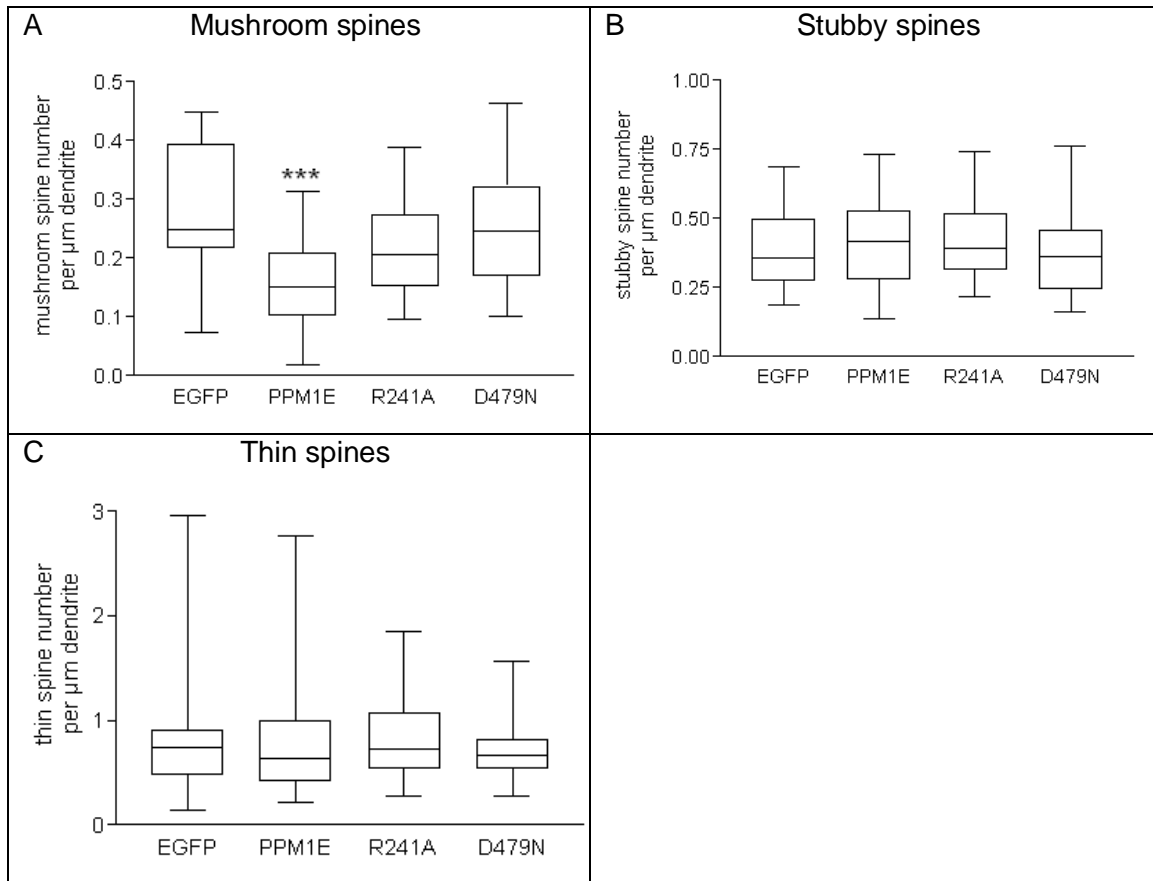 A
Mushroom spines
mushroom spine number
per µm dendrite
0.5
0.4
0.3
0.2
0.1
0.0
***
EGFP PPM1E R241A D479N
B
Stubby spines
stubby spine number
per µm dendrite
1.00
0.75
0.50
0.25
0.00
EGFP PPM1E R241A D479N
C
Thin spines
thin spine number
per µm dendrite
3
2
1
0
EGFP PPM1E R241A D479N